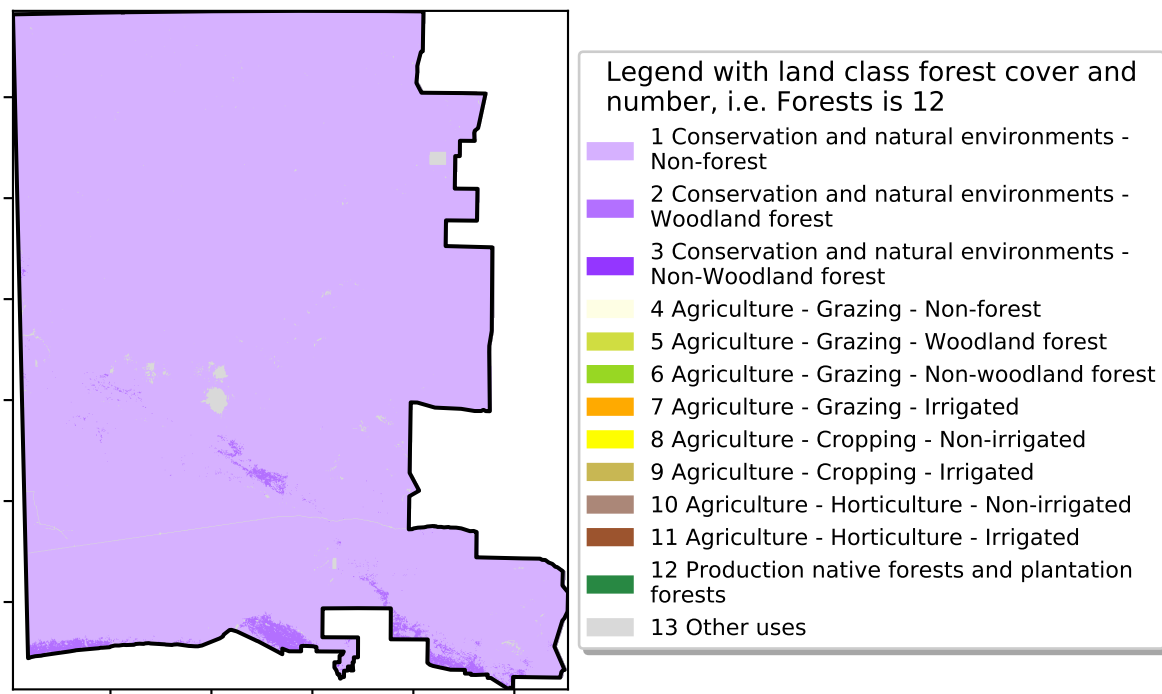 Legend with land class forest cover and
number, i.e. Forests is 12
1 Conservation and natural environments -
Non-forest
2 Conservation and natural environments -
Woodland forest
3 Conservation and natural environments -
Non-Woodland forest
4 Agriculture - Grazing - Non-forest
5 Agriculture - Grazing - Woodland forest
6 Agriculture - Grazing - Non-woodland forest
7 Agriculture - Grazing - Irrigated
8 Agriculture - Cropping - Non-irrigated
9 Agriculture - Cropping - Irrigated
10 Agriculture - Horticulture - Non-irrigated
11 Agriculture - Horticulture - Irrigated
12 Production native forests and plantation
forests
13 Other uses